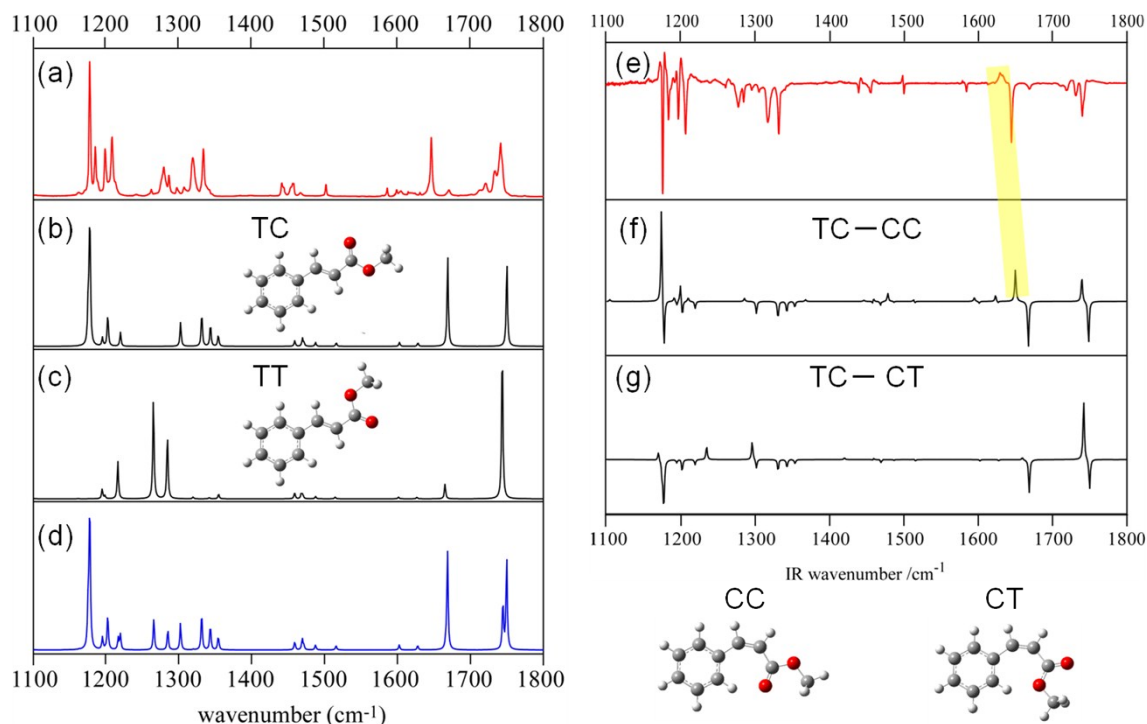 1100 1200 1300 1400 1500 1600 1700 1800
1100 1200 1300 1400 1500 1600 1700 1800
(a)
(e)
(b)
TC
(f)
TC－CC
(c)
TT
(g)
TC－ CT
(d)
1100 1200 1300 1400 1500 1600 1700 1800
IR wavenumber /cm-1
1100 1200 1300 1400 1500 1600 1700 1800
wavenumber (cm-1)
CC
CT